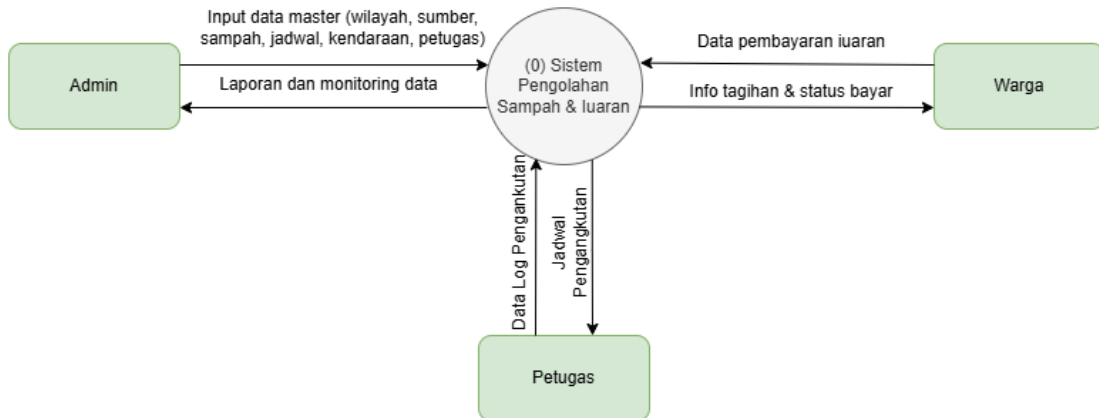 Input data master (wilayah, sumber,
sampah, jadwal, kendaraan, petugas)
Admin
Laporan dan monitoring data
(0) Sistem
Pengolahan
Sampah & Iuaran
Data pembayaran iuaran
Info tagihan & status bayar
Warga
Data Log Pengankutan
Jadwal
Pengangkutan
Petugas